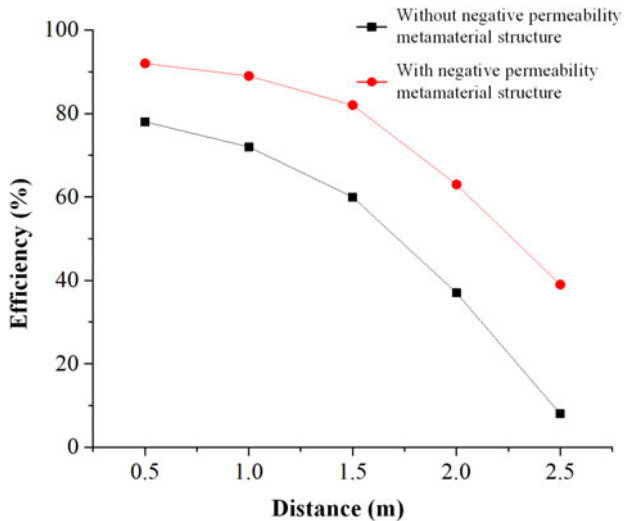 Without negative permeability
metamaterial structure
With negative permeability
metamaterial structure
100
80
60
40
20
0
Efficiency (%)
0.5 1.0 1.5 2.0 2.5
Distance (m)